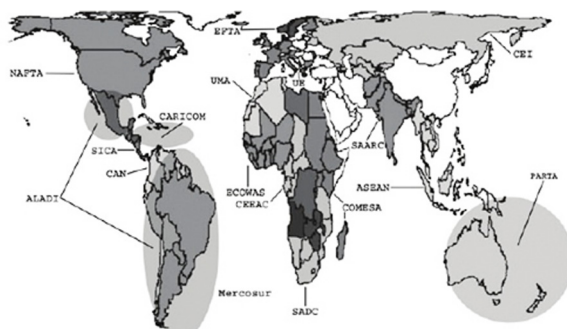 EFTA
CEI
NAFTA
UE
UMA
CARICOM
SAARC
SICA
CAN
ASEAN
PARTA
ALADI
ECOWAS
CEEAC
COMESA
Mercosur
SADC